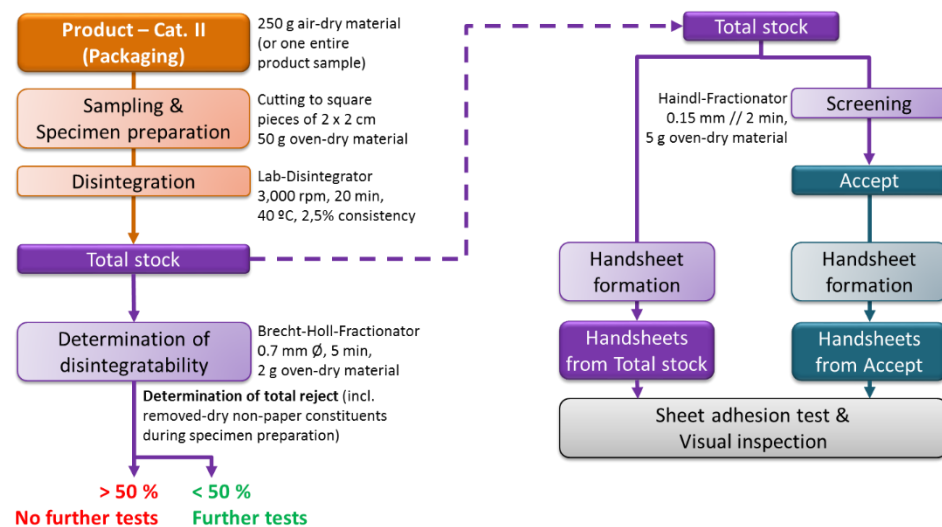 Product – Cat. II
(Packaging)
250 g air-dry material
(or one entire
product sample)
Sampling &
Specimen preparation
Cutting to square
pieces of 2 x 2 cm
50 g oven-dry material
Disintegration
Lab-Disintegrator
3,000 rpm, 20 min,
40 ºC, 2,5% consistency
Total stock
Determination of
disintegratability
Brecht-Holl-Fractionator
0.7 mm Ø, 5 min,
2 g oven-dry material
Determination of total reject (incl.
removed-dry non-paper constituents
during specimen preparation)
> 50 %
No further tests
< 50 %
Further tests
Total stock
Haindl-Fractionator
0.15 mm // 2 min,
5 g oven-dry material
Screening
Accept
Handsheet
formation
Handsheet
formation
Handsheets
from Total stock
Handsheets
from Accept
Sheet adhesion test &
Visual inspection